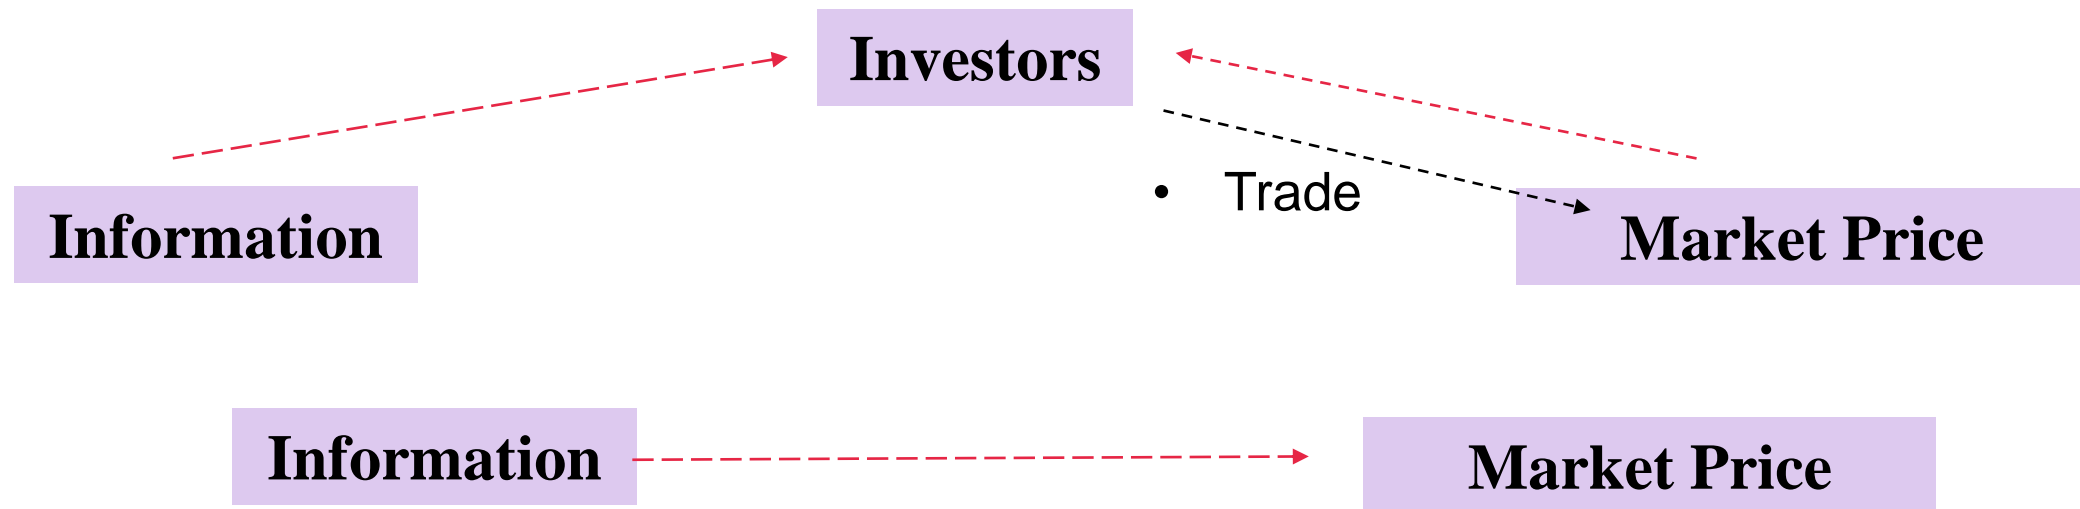 Investors
• Trade
Information
Market Price
Information
Market Price